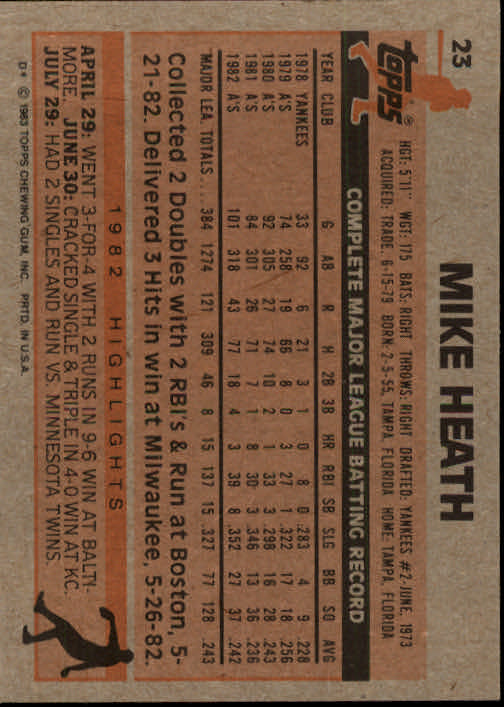 23
topps®
MIKE HEATH
HGT: 5'11" WGT: 175 BATS: RIGHT THROWS: RIGHT DRAFTED: YANKEES #2-JUNE, 1973
ACQUIRED: TRADE 6-15-79 BORN: 2-5-55, TAMPA, FLORIDA HOME: TAMPA, FLORIDA
COMPLETE MAJOR LEAGUE BATTING RECORD
YEAR CLUB G AB R H 2B 3B HR RBI SB SLG BB SO AVG
1978 YANKEES 33 92 6 21 3 1 0 8 0 .283 4 9 .228
1979 A'S 74 258 19 66 8 0 3 27 1 .322 17 18 .256
1980 A'S 92 305 27 74 10 2 1 33 3 .298 16 28 .243
1981 A'S 84 301 26 71 7 1 8 30 3 .346 13 36 .236
1982 A'S 101 318 43 77 18 4 3 39 8 .352 27 37 .242
MAJOR LEA. TOTALS.... 384 1274 121 309 46 8 15 137 15 .327 77 128 .243
Collected 2 Doubles with 2 RBI's & Run at Boston, 5-
21-82. Delivered 3 Hits in win at Milwaukee, 5-26-82.
1982 HIGHLIGHTS
APRIL 29: WENT 3-FOR-4 WITH 2 RUNS IN 9-6 WIN AT BALTI-
MORE. JUNE 30: CRACKED SINGLE & TRIPLE IN 4-0 WIN AT KC.
JULY 29: HAD 2 SINGLES AND RUN VS. MINNESOTA TWINS.
D* © 1983 TOPPS CHEWING GUM, INC. PRTD. IN U.S.A.